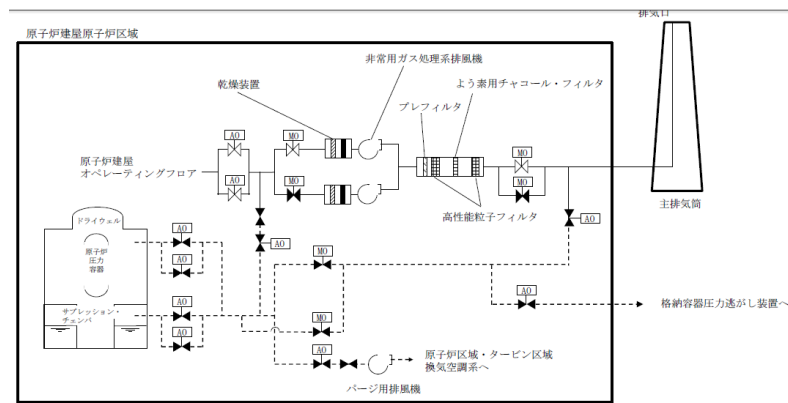 排気口
原子炉建屋原子炉区域
非常用ガス処理系排風機
よう素用チャコール・フィルタ
乾燥装置
プレフィルタ
AO
MO
MO
原子炉建屋
オペレーティングフロア
AO
MO
MO
高性能粒子フィルタ
主排気筒
AO
ドライウェル
原子炉
圧力
容器
AO
AO
AO
MO
サプレッション・
チェンバ
AO
AO
MO
AO
格納容器圧力逃がし装置へ
AO
AO
原子炉区域・タービン区域
換気空調系へ
パージ用排風機